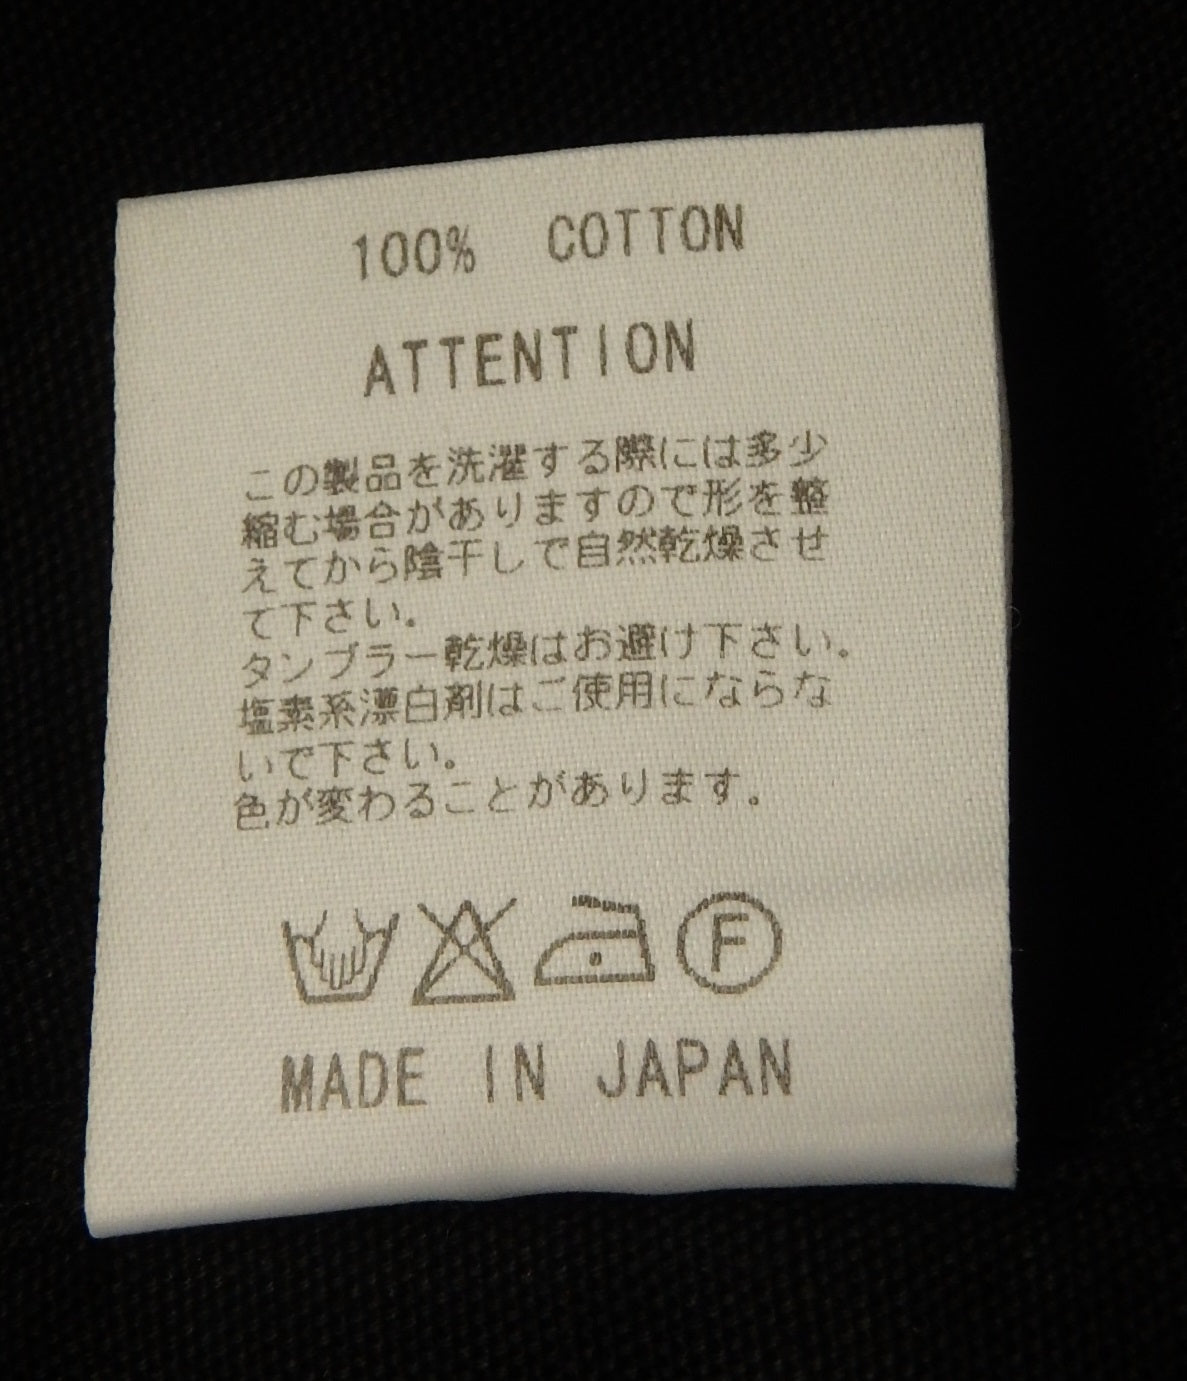 100% COTTON
ATTENTION
この製品を洗濯する際には多少
縮む場合がありますので形を整
えてから陰干しで自然乾燥させ
て下さい。
タンブラー乾燥はお避け下さい。
塩素系漂白剤はご使用にならな
いで下さい。
色が変わることがあります。
F
MADE IN JAPAN